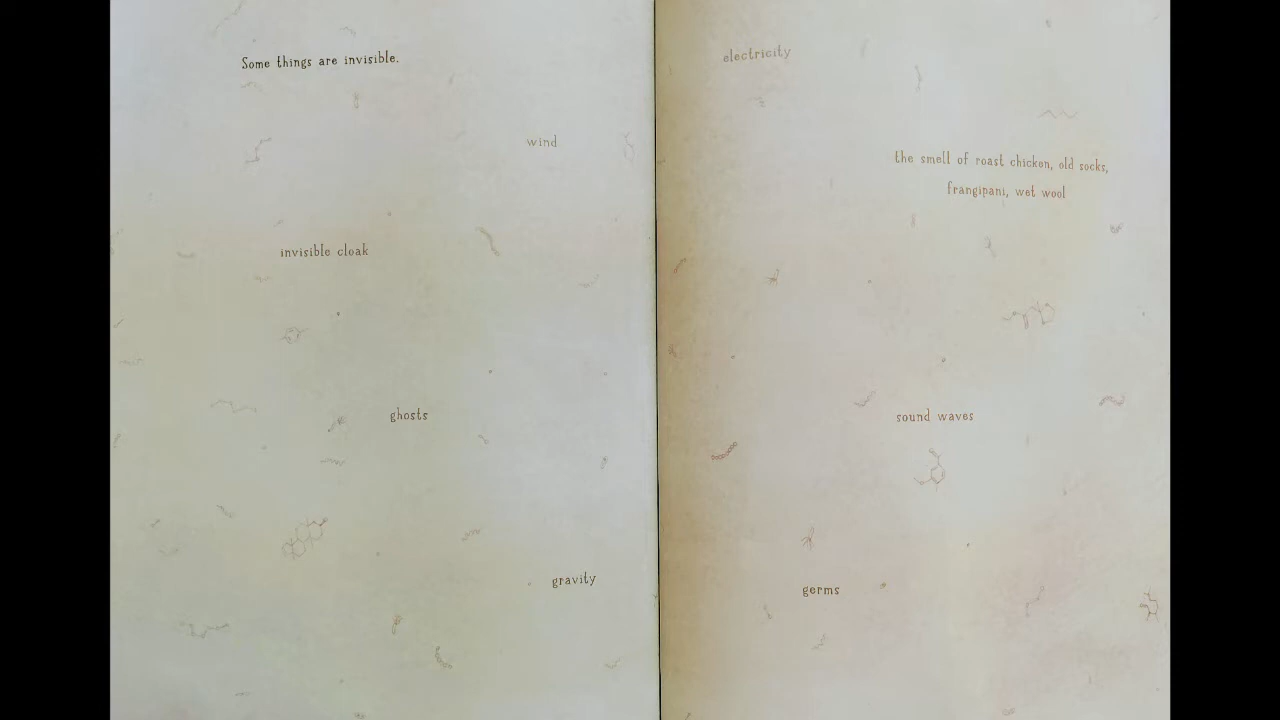 Some things are invisible.
wind
invisible cloak
ghosts
gravity
electricity
the smell of roast chicken, old socks,
frangipani, wet wool
sound waves
germs